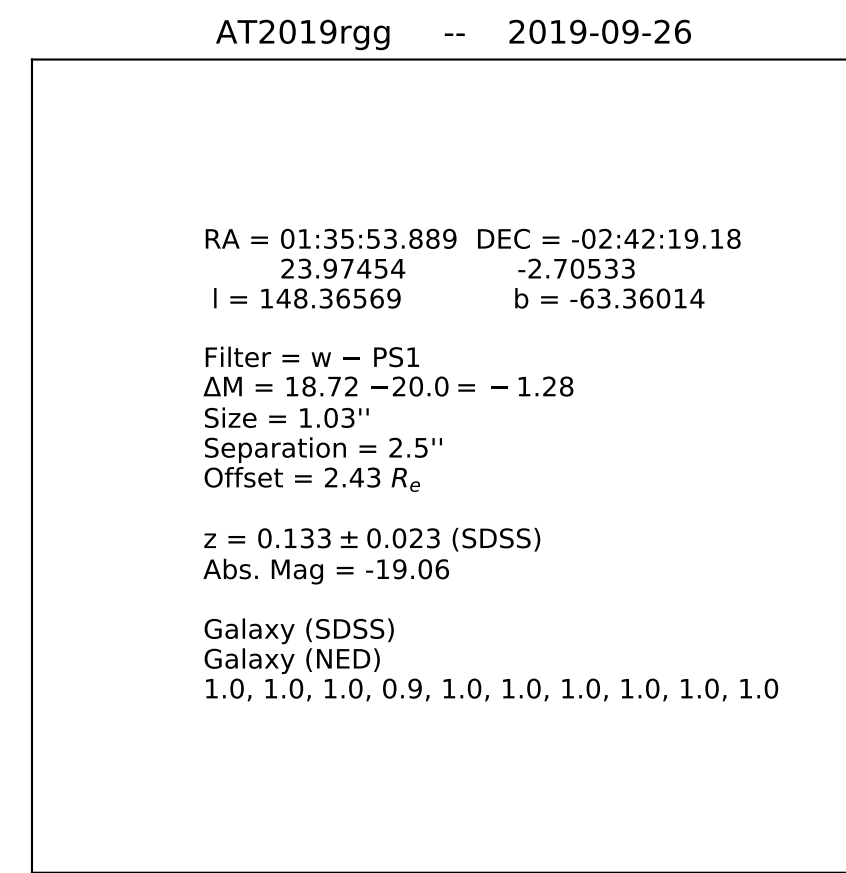 AT2019rgg -- 2019-09-26
RA = 01:35:53.889 DEC = -02:42:19.18
23.97454 -2.70533
l = 148.36569 b = -63.36014
Filter = w − PS1
ΔM = 18.72 −20.0 = − 1.28
Size = 1.03''
Separation = 2.5''
Offset = 2.43 Rₑ
z = 0.133 ± 0.023 (SDSS)
Abs. Mag = -19.06
Galaxy (SDSS)
Galaxy (NED)
1.0, 1.0, 1.0, 0.9, 1.0, 1.0, 1.0, 1.0, 1.0, 1.0